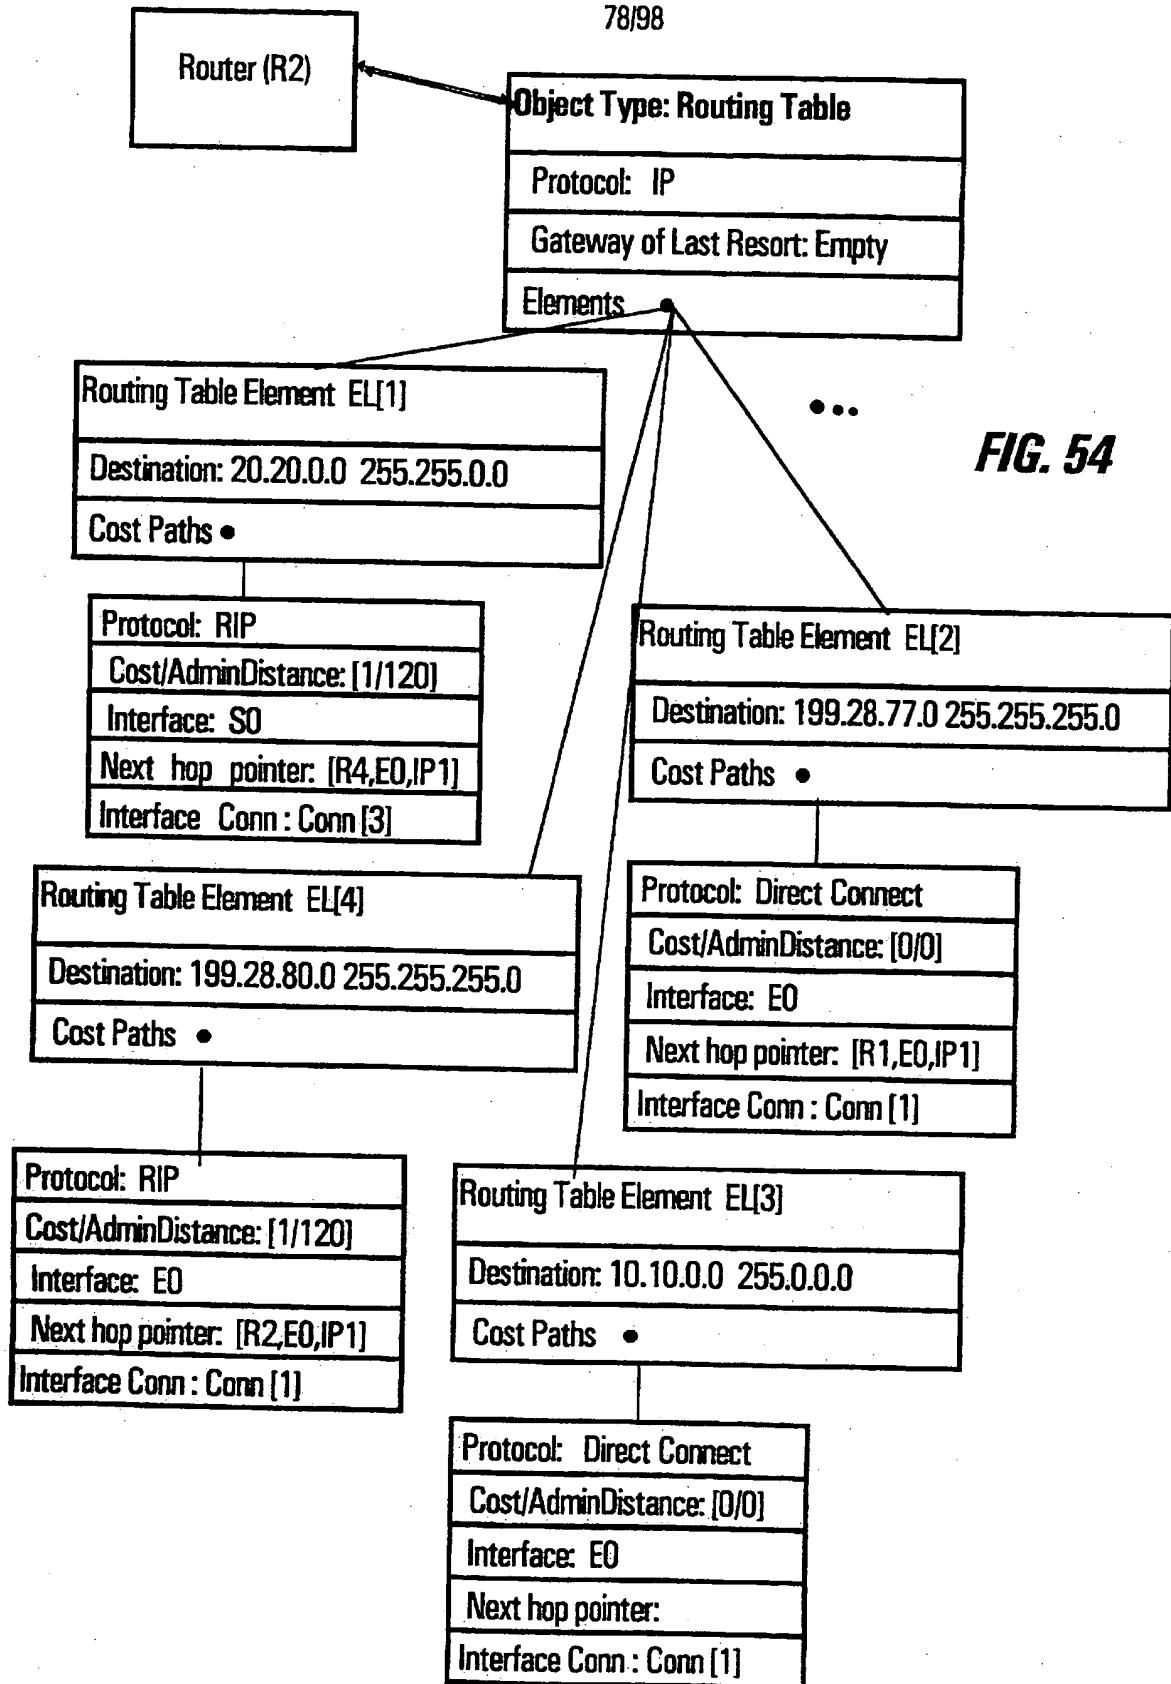 78/98
Router (R2)
Object Type: Routing Table
Protocol: IP
Gateway of Last Resort: Empty
Elements
FIG. 54
Routing Table Element EL[1]
Destination: 20.20.0.0 255.255.0.0
Cost Paths
Protocol: RIP
Cost/AdminDistance: [1/120]
Interface: S0
Next hop pointer: [R4,E0,IP1]
Interface Conn : Conn [3]
Routing Table Element EL[2]
Destination: 199.28.77.0 255.255.255.0
Cost Paths
Protocol: Direct Connect
Cost/AdminDistance: [0/0]
Interface: E0
Next hop pointer: [R1,E0,IP1]
Interface Conn : Conn [1]
Routing Table Element EL[4]
Destination: 199.28.80.0 255.255.255.0
Cost Paths
Protocol: RIP
Cost/AdminDistance: [1/120]
Interface: E0
Next hop pointer: [R2,E0,IP1]
Interface Conn : Conn [1]
Routing Table Element EL[3]
Destination: 10.10.0.0 255.0.0.0
Cost Paths
Protocol: Direct Connect
Cost/AdminDistance: [0/0]
Interface: E0
Next hop pointer:
Interface Conn : Conn [1]